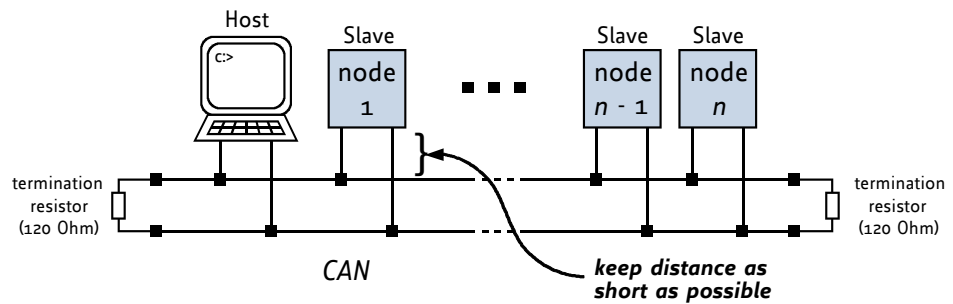 Host
C:>
Slave
node
1
Slave
node
n - 1
Slave
node
n
termination
resistor
(120 Ohm)
termination
resistor
(120 Ohm)
CAN
keep distance as
short as possible